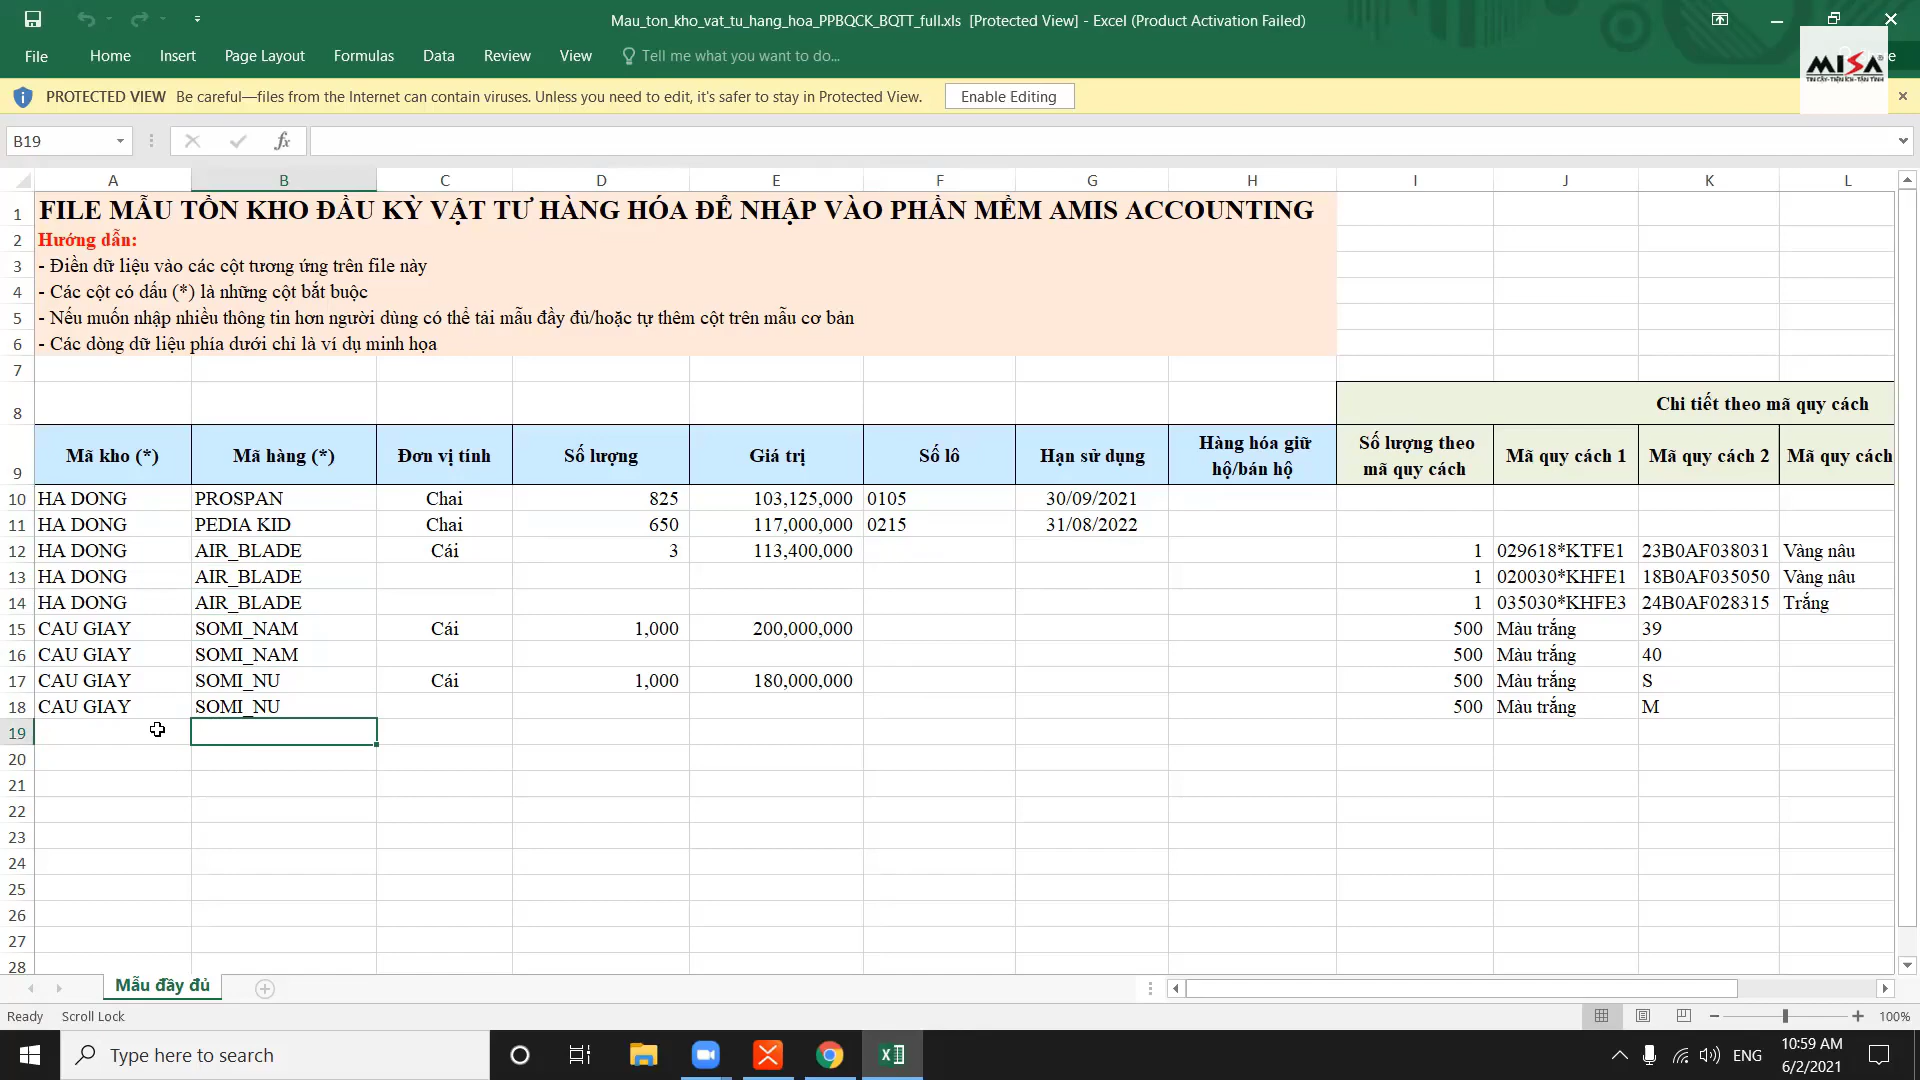 Mau_ton_kho_vat_tu_hang_hoa_PPBQCK_BQTT_full.xls [Protected View] - Excel (Product Activation Failed)
File Home Insert Page Layout Formulas Data Review View Tell me what you want to do...
MISA®
TIN CẬY-TIỆN ÍCH-TẬN TÌNH
PROTECTED VIEW Be careful—files from the Internet can contain viruses. Unless you need to edit, it's safer to stay in Protected View. Enable Editing
B19 fx
A B C D E F G H I J K L
1 FILE MẪU TỒN KHO ĐẦU KỲ VẬT TƯ HÀNG HÓA ĐỂ NHẬP VÀO PHẦN MỀM AMIS ACCOUNTING
2 Hướng dẫn:
3 - Điền dữ liệu vào các cột tương ứng trên file này
4 - Các cột có dấu (*) là những cột bắt buộc
5 - Nếu muốn nhập nhiều thông tin hơn người dùng có thể tải mẫu đầy đủ/hoặc tự thêm cột trên mẫu cơ bản
6 - Các dòng dữ liệu phía dưới chỉ là ví dụ minh họa
7
8 Chi tiết theo mã quy cách
9 Mã kho (*) Mã hàng (*) Đơn vị tính Số lượng Giá trị Số lô Hạn sử dụng Hàng hóa giữ hộ/bán hộ Số lượng theo mã quy cách Mã quy cách 1 Mã quy cách 2 Mã quy cách
10 HA DONG PROSPAN Chai 825 103,125,000 0105 30/09/2021
11 HA DONG PEDIA KID Chai 650 117,000,000 0215 31/08/2022
12 HA DONG AIR_BLADE Cái 3 113,400,000 1 029618*KTFE1 23B0AF038031 Vàng nâu
13 HA DONG AIR_BLADE 1 020030*KHFE1 18B0AF035050 Vàng nâu
14 HA DONG AIR_BLADE 1 035030*KHFE3 24B0AF028315 Trắng
15 CAU GIAY SOMI_NAM Cái 1,000 200,000,000 500 Màu trắng 39
16 CAU GIAY SOMI_NAM 500 Màu trắng 40
17 CAU GIAY SOMI_NU Cái 1,000 180,000,000 500 Màu trắng S
18 CAU GIAY SOMI_NU 500 Màu trắng M
19
20
21
22
23
24
25
26
27
28
Mẫu đầy đủ
Ready Scroll Lock 100%
Type here to search ENG 10:59 AM
6/2/2021